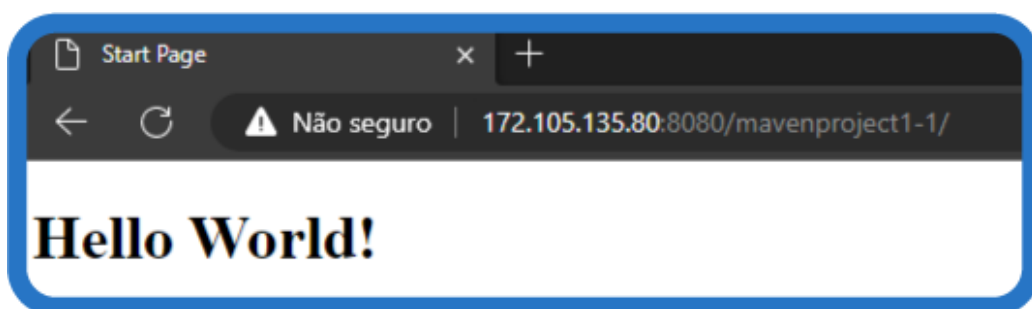 Start Page
Não seguro | 172.105.135.80:8080/mavenproject1-1/
Hello World!